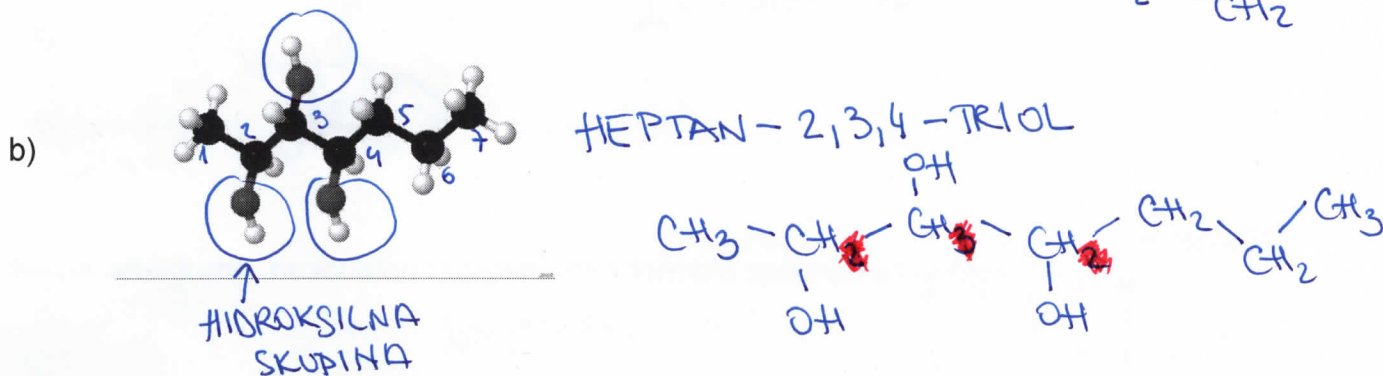 2 CH2
b)
1 2 3 4 5 6 7
HEPTAN - 2,3,4 - TRIOL
OH
CH3 - CH - CH - CH - CH2 - CH2 - CH3
OH OH
HIDROKSILNA
SKUPINA